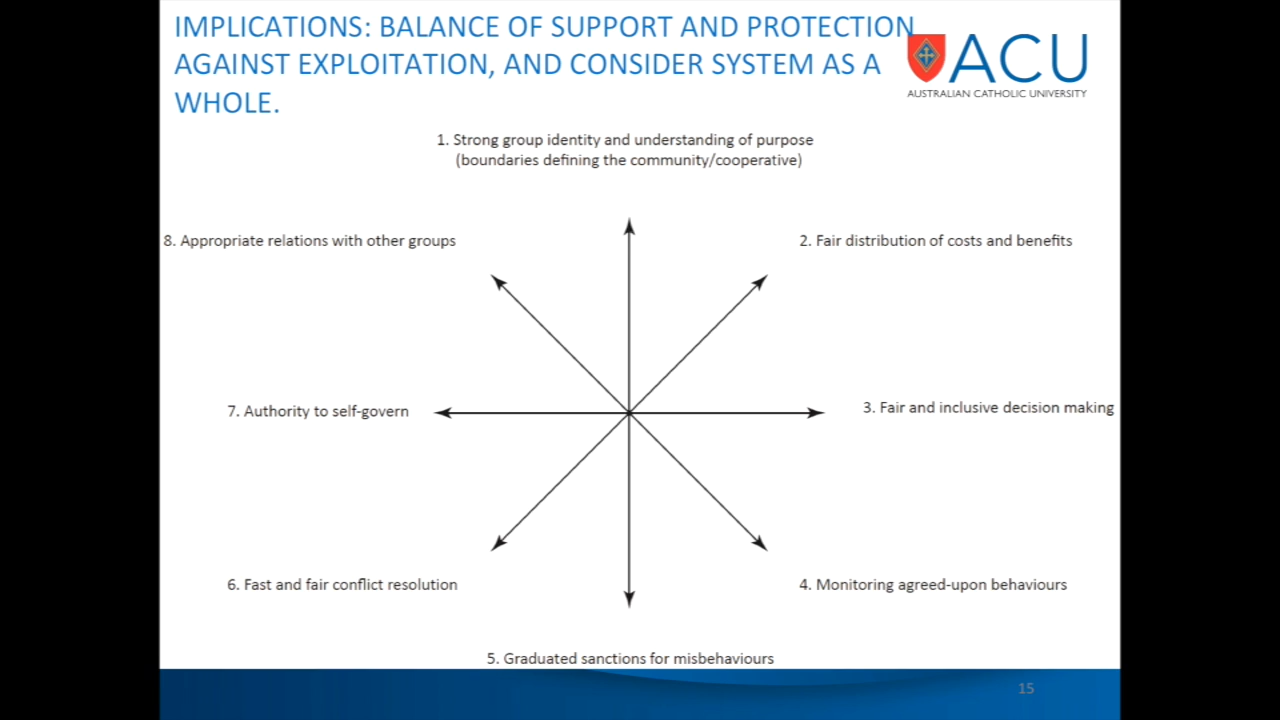 IMPLICATIONS: BALANCE OF SUPPORT AND PROTECTION
AGAINST EXPLOITATION, AND CONSIDER SYSTEM AS A
WHOLE.
ACU
AUSTRALIAN CATHOLIC UNIVERSITY
1. Strong group identity and understanding of purpose
(boundaries defining the community/cooperative)
8. Appropriate relations with other groups
2. Fair distribution of costs and benefits
7. Authority to self-govern
3. Fair and inclusive decision making
6. Fast and fair conflict resolution
4. Monitoring agreed-upon behaviours
5. Graduated sanctions for misbehaviours
15